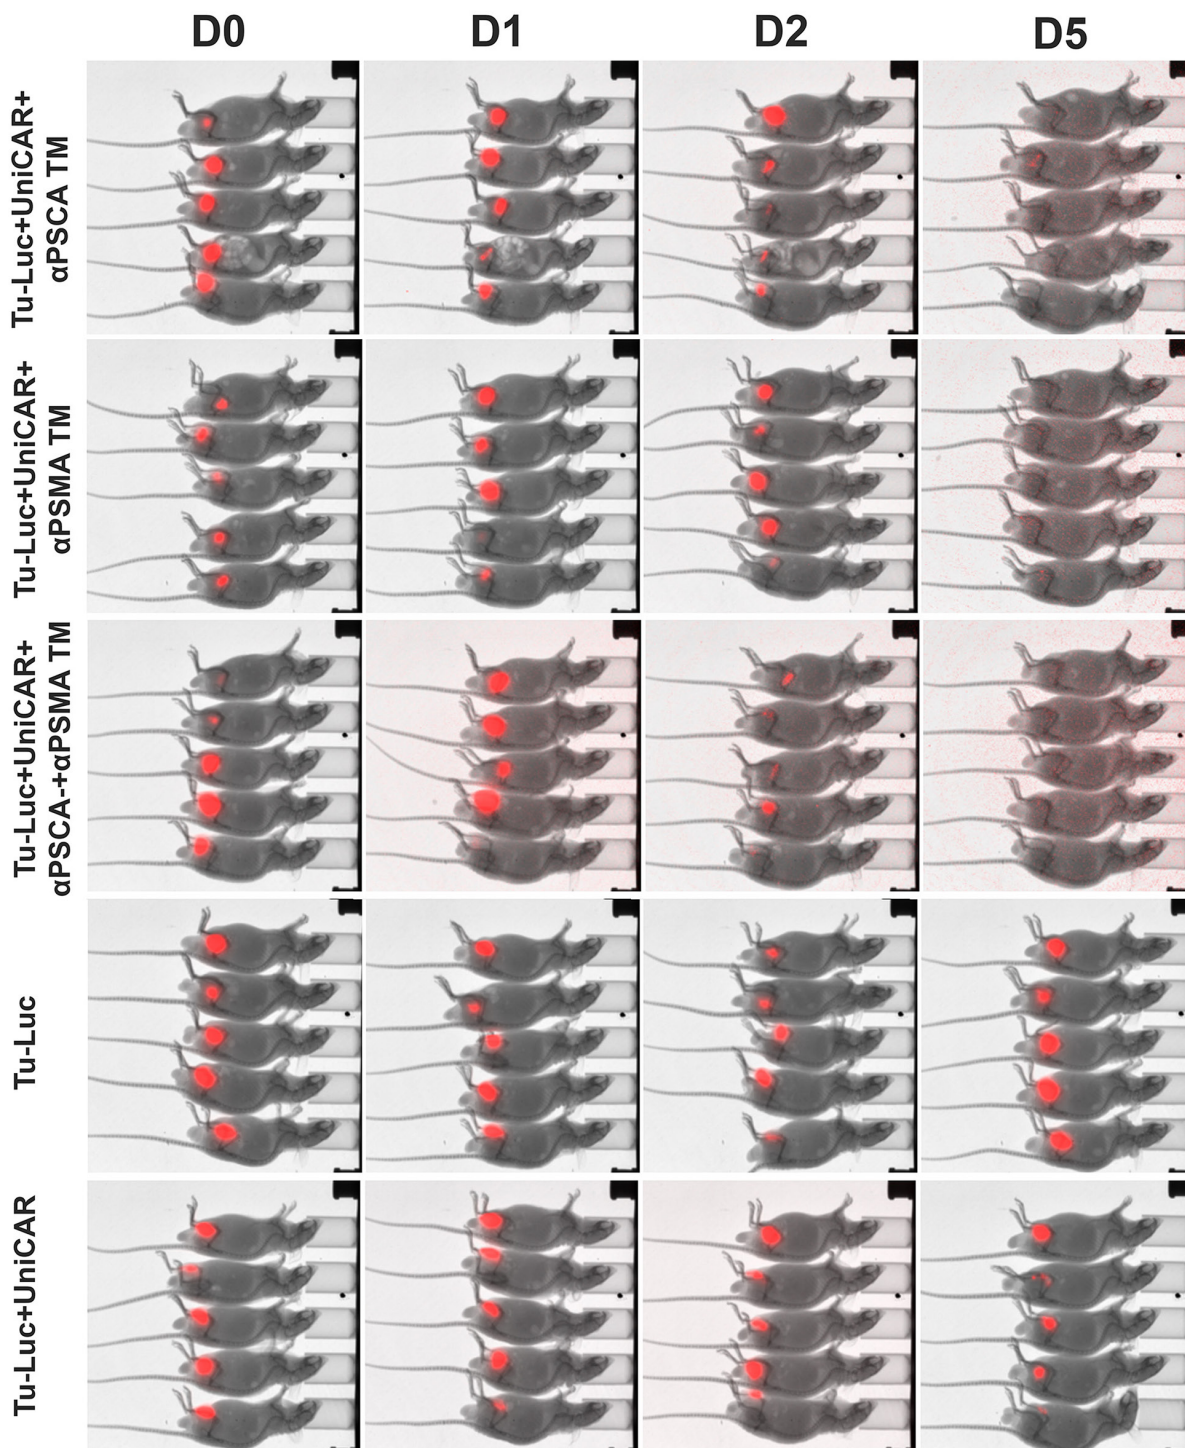 D0 D1 D2 D5
Tu-Luc+UniCAR+
αPSCA TM
Tu-Luc+UniCAR+
αPSMA TM
Tu-Luc+UniCAR+
αPSCA-+αPSMA TM
Tu-Luc
Tu-Luc+UniCAR